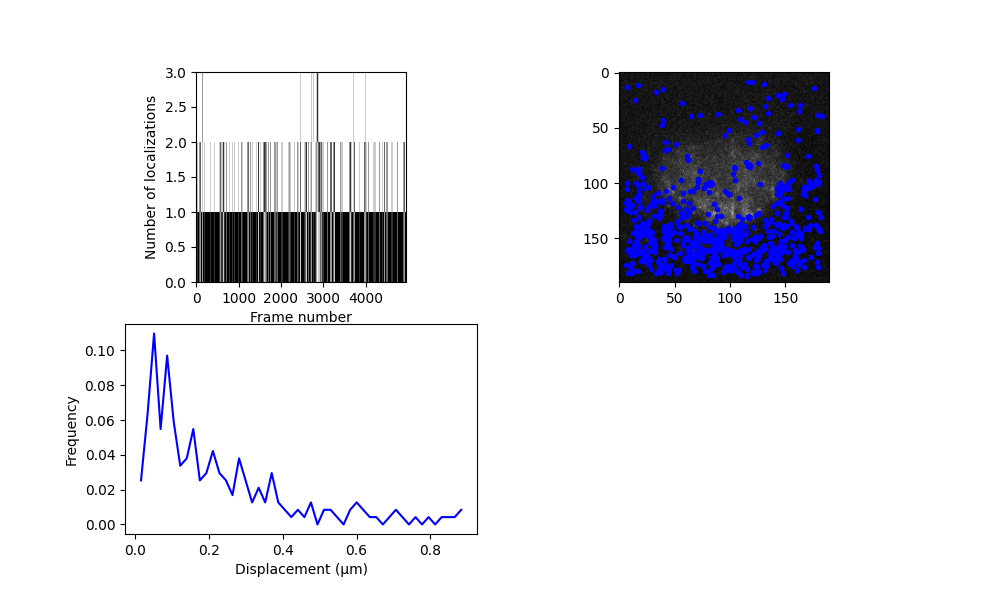 3.0
2.5
2.0
1.5
1.0
0.5
0.0
Number of localizations
0 1000 2000 3000 4000
Frame number
0
50
100
150
0 50 100 150
0.10
0.08
0.06
0.04
0.02
0.00
Frequency
0.0 0.2 0.4 0.6 0.8
Displacement (μm)